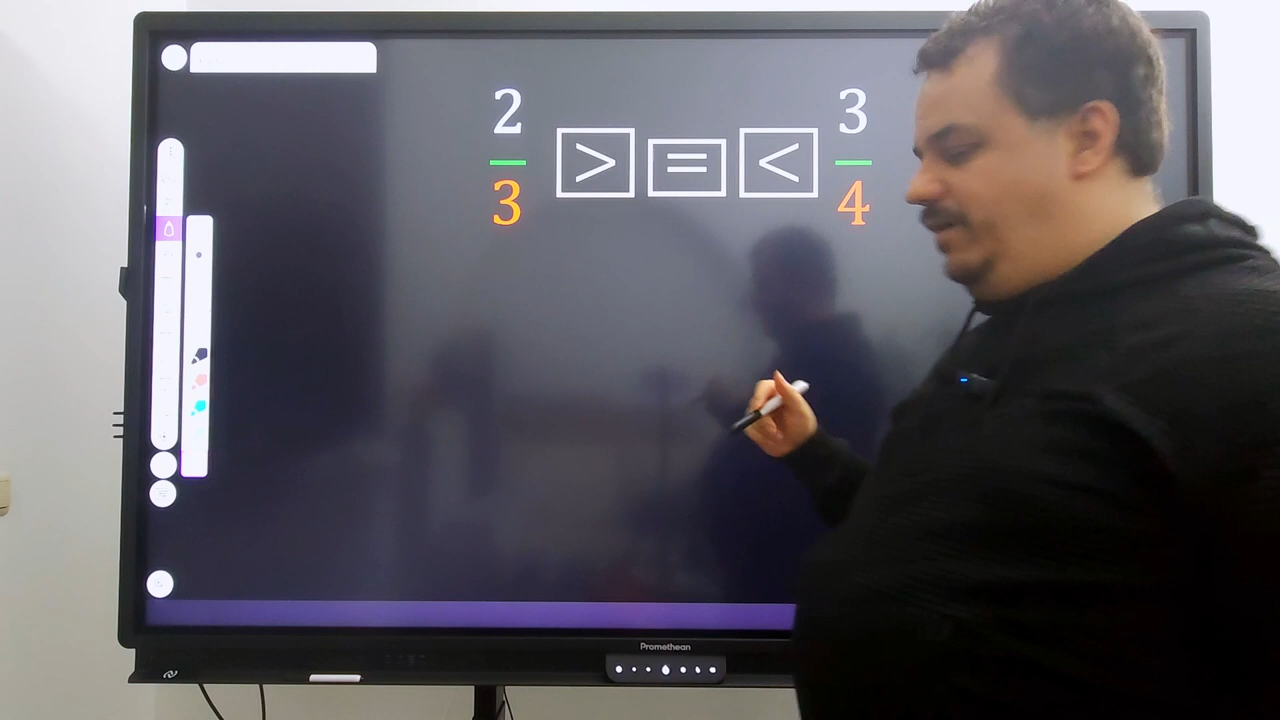 2/3 > = < 3/4
Promethean